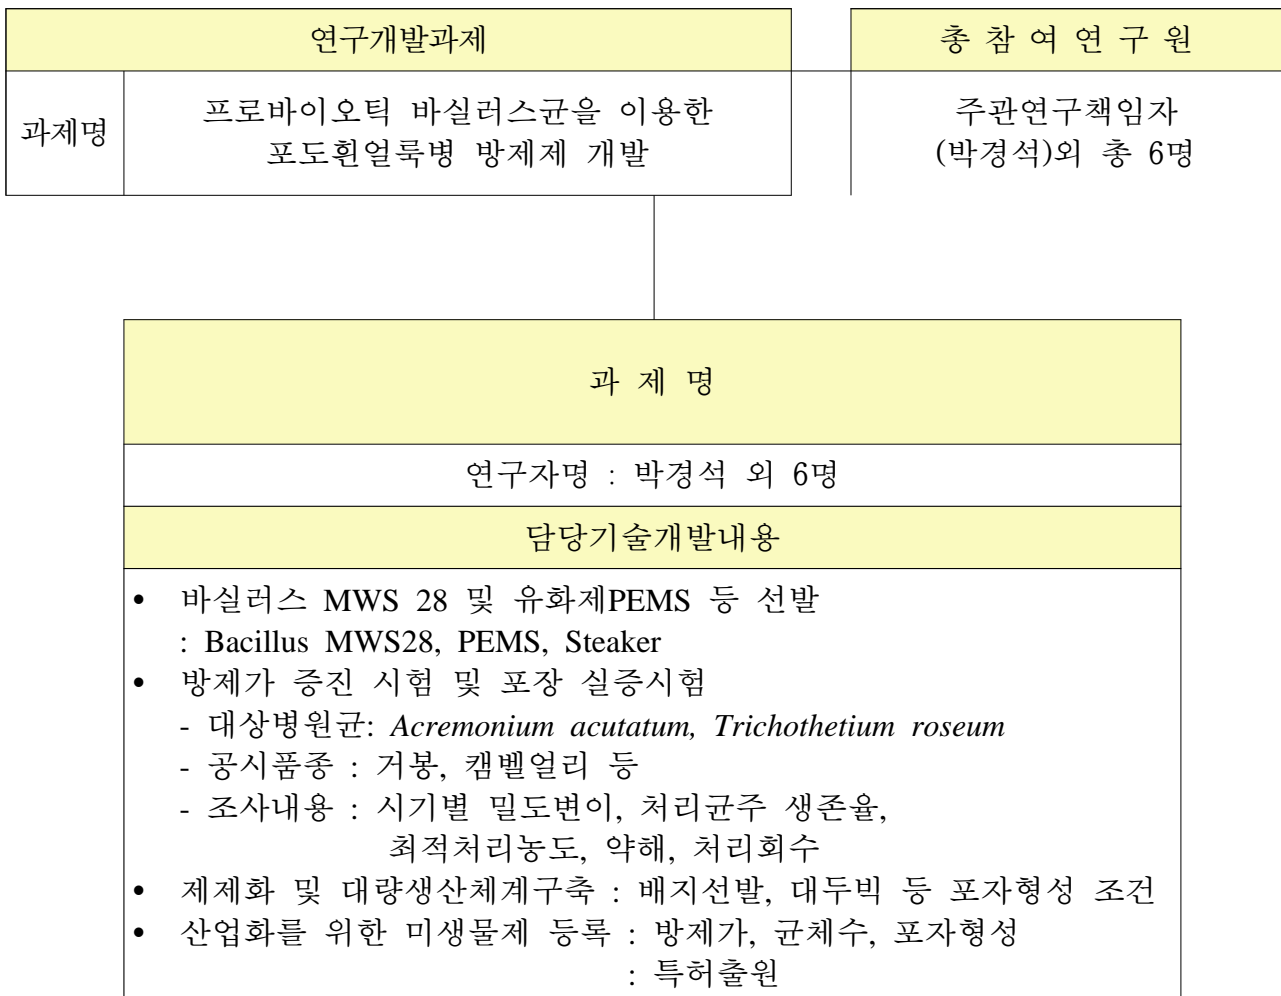 연구개발과제
총 참 여 연 구 원
과제명
프로바이오틱 바실러스균을 이용한
포도흰얼룩병 방제제 개발
주관연구책임자
(박경석)외 총 6명
과 제 명
연구자명 : 박경석 외 6명
담당기술개발내용
• 바실러스 MWS 28 및 유화제PEMS 등 선발
: Bacillus MWS28, PEMS, Steaker
• 방제가 증진 시험 및 포장 실증시험
- 대상병원균: Acremonium acutatum, Trichothetium roseum
- 공시품종 : 거봉, 캠벨얼리 등
- 조사내용 : 시기별 밀도변이, 처리균주 생존율,
최적처리농도, 약해, 처리회수
• 제제화 및 대량생산체계구축 : 배지선발, 대두빅 등 포자형성 조건
• 산업화를 위한 미생물제 등록 : 방제가, 균체수, 포자형성
: 특허출원